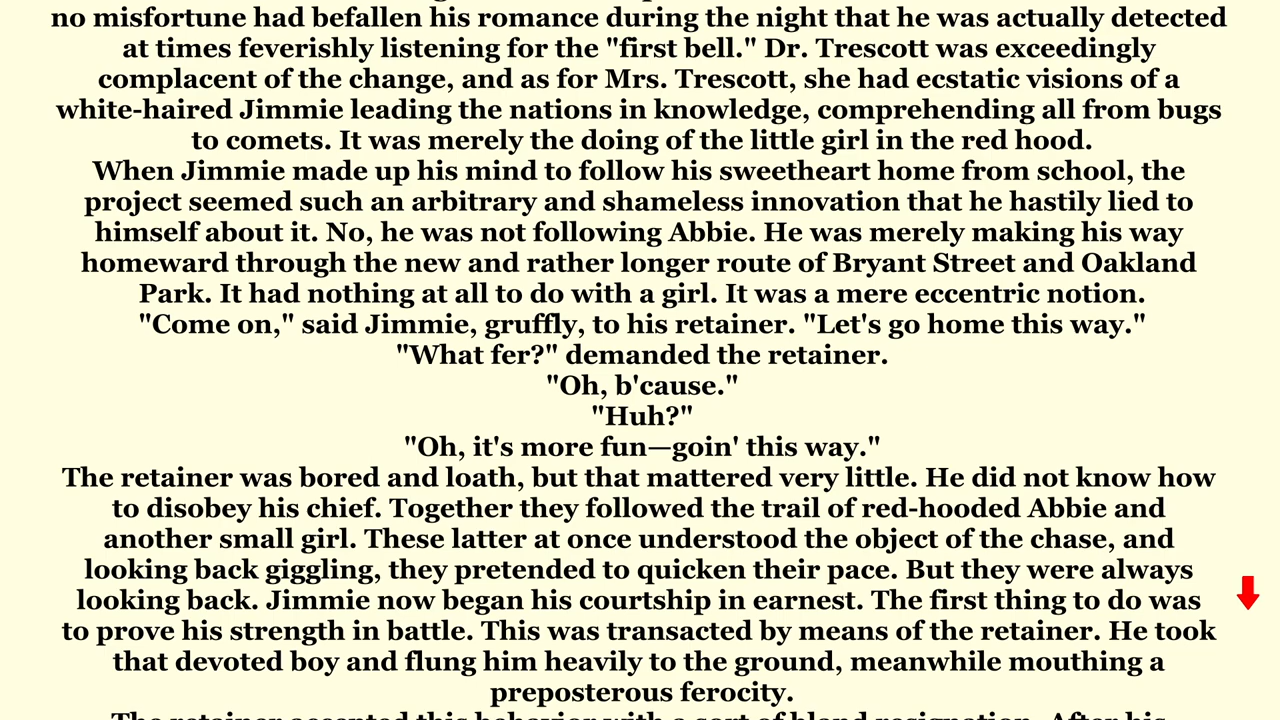 no misfortune had befallen his romance during the night that he was actually detected
at times feverishly listening for the "first bell." Dr. Trescott was exceedingly
complacent of the change, and as for Mrs. Trescott, she had ecstatic visions of a
white-haired Jimmie leading the nations in knowledge, comprehending all from bugs
to comets. It was merely the doing of the little girl in the red hood.
When Jimmie made up his mind to follow his sweetheart home from school, the
project seemed such an arbitrary and shameless innovation that he hastily lied to
himself about it. No, he was not following Abbie. He was merely making his way
homeward through the new and rather longer route of Bryant Street and Oakland
Park. It had nothing at all to do with a girl. It was a mere eccentric notion.
"Come on," said Jimmie, gruffly, to his retainer. "Let's go home this way."
"What fer?" demanded the retainer.
"Oh, b'cause."
"Huh?"
"Oh, it's more fun—goin' this way."
The retainer was bored and loath, but that mattered very little. He did not know how
to disobey his chief. Together they followed the trail of red-hooded Abbie and
another small girl. These latter at once understood the object of the chase, and
looking back giggling, they pretended to quicken their pace. But they were always
looking back. Jimmie now began his courtship in earnest. The first thing to do was
to prove his strength in battle. This was transacted by means of the retainer. He took
that devoted boy and flung him heavily to the ground, meanwhile mouthing a
preposterous ferocity.
The retainer accepted this behavior with a sort of bland resignation. After his